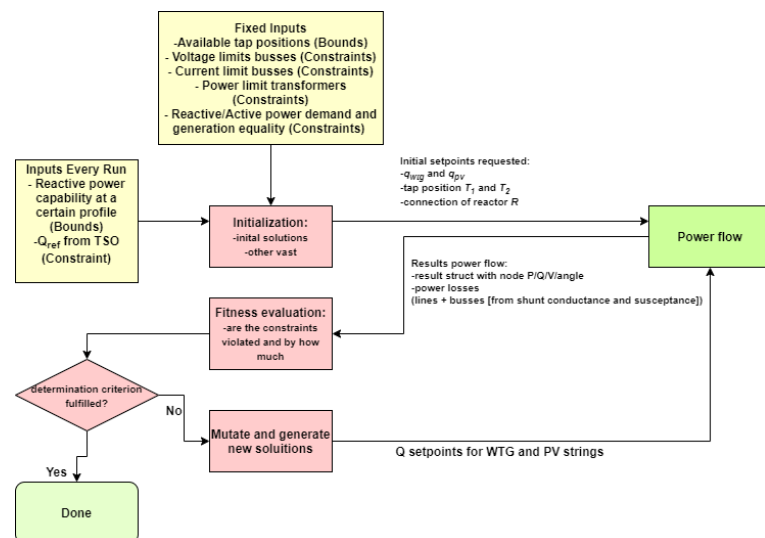 Fixed Inputs
-Available tap positions (Bounds)
- Voltage limits busses (Constraints)
- Current limit busses (Constraints)
- Power limit transformers
(Constraints)
- Reactive/Active power demand and
generation equality (Constraints)
Inputs Every Run
- Reactive power
capability at a
certain profile
(Bounds)
-Qref from TSO
(Constraint)
Initialization:
-inital solutions
-other vast
Initial setpoints requested:
-qwtg and qpv
-tap position T1 and T2
-connection of reactor R
Power flow
Results power flow:
-result struct with node P/Q/V/angle
-power losses
(lines + busses [from shunt conductance and susceptance])
Fitness evaluation:
-are the constraints
violated and by how
much
determination criterion
fulfilled?
No
Mutate and generate
new soluitions
Q setpoints for WTG and PV strings
Yes
Done